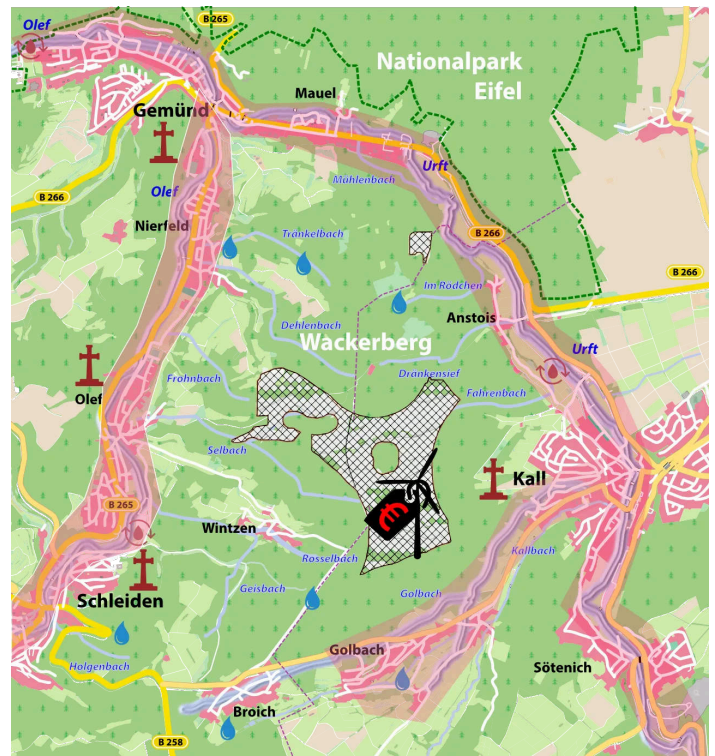 Olef
B 265
Nationalpark
Eifel
Mauel
Gemünd
Urft
Mühlenbach
Olef
B 266
Nierfeld
Tränkelbach
B 266
B 266
Im Rödchen
Anstois
Dehlenbach
Wackerberg
Urft
Frohnbach
Drankensief
Fahrenbach
Olef
Selbach
Kall
B 265
Wintzen
€
Rosselbach
Kallbach
Geisbach
Golbach
Schleiden
Golbach
Holgenbach
Sötenich
Broich
B 258